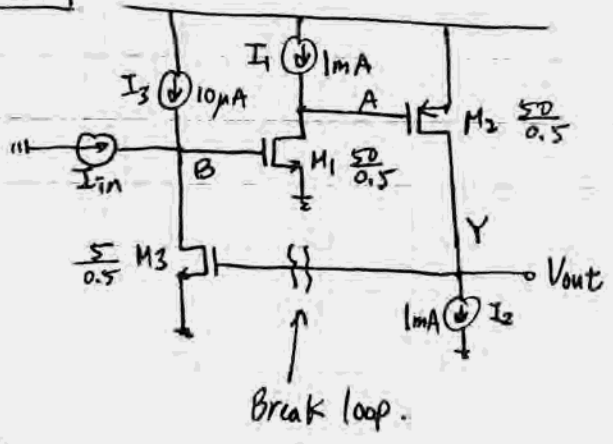 I1 1mA
I3 10μA
A
M2 50/0.5
Iin
B
M1 50/0.5
Y
5/0.5 M3
Vout
1mA I2
Break loop.